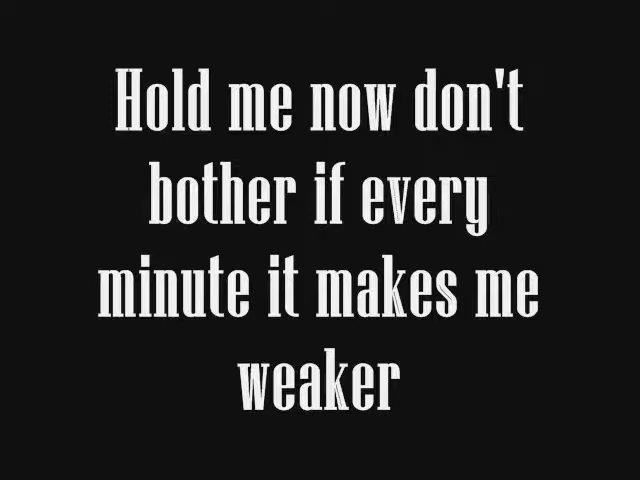 Hold me now don't
bother if every
minute it makes me
weaker